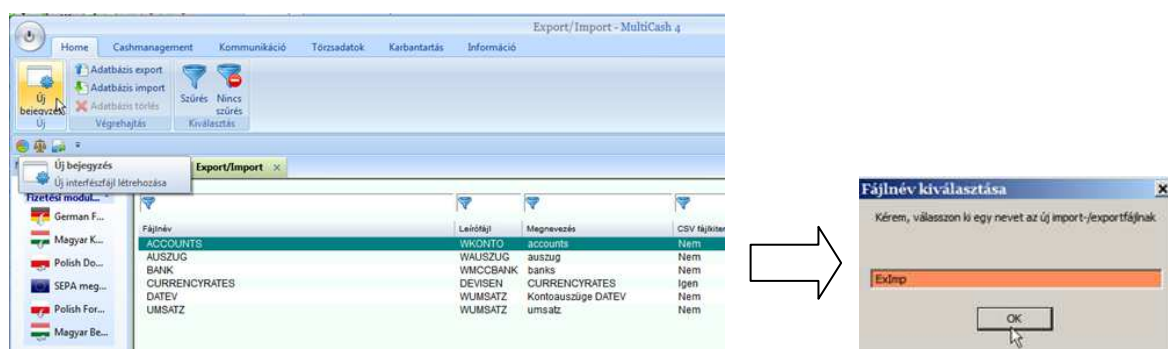 Export/Import - MultiCash 4
Home Cashmanagement Kommunikáció Törzsadatok Karbantartás Információ
Új bejegyzés
Adatbázis export
Adatbázis import
Adatbázis törlés
Szűrés
Nincs szűrés
Új Végrehajtás Kiválasztás
Új bejegyzés
Új interfészfájl létrehozása
Export/Import ×
Fizetési modul...
German F...
Magyar K...
Polish Do...
SEPA meg...
Polish For...
Magyar Be...
Fájlnév Leírófájl Megnevezés CSV fájlkiter
ACCOUNTS WKONTO accounts Nem
AUSZUG WAUSZUG auszug Nem
BANK WMCCBANK banks Nem
CURRENCYRATES DEVISEN CURRENCYRATES Igen
DATEV WUMSATZ Kontoauszüge DATEV Nem
UMSATZ WUMSATZ umsatz Nem
Fájlnév kiválasztása x
Kérem, válasszon ki egy nevet az új import-/exportfájlnak
ExImp
OK